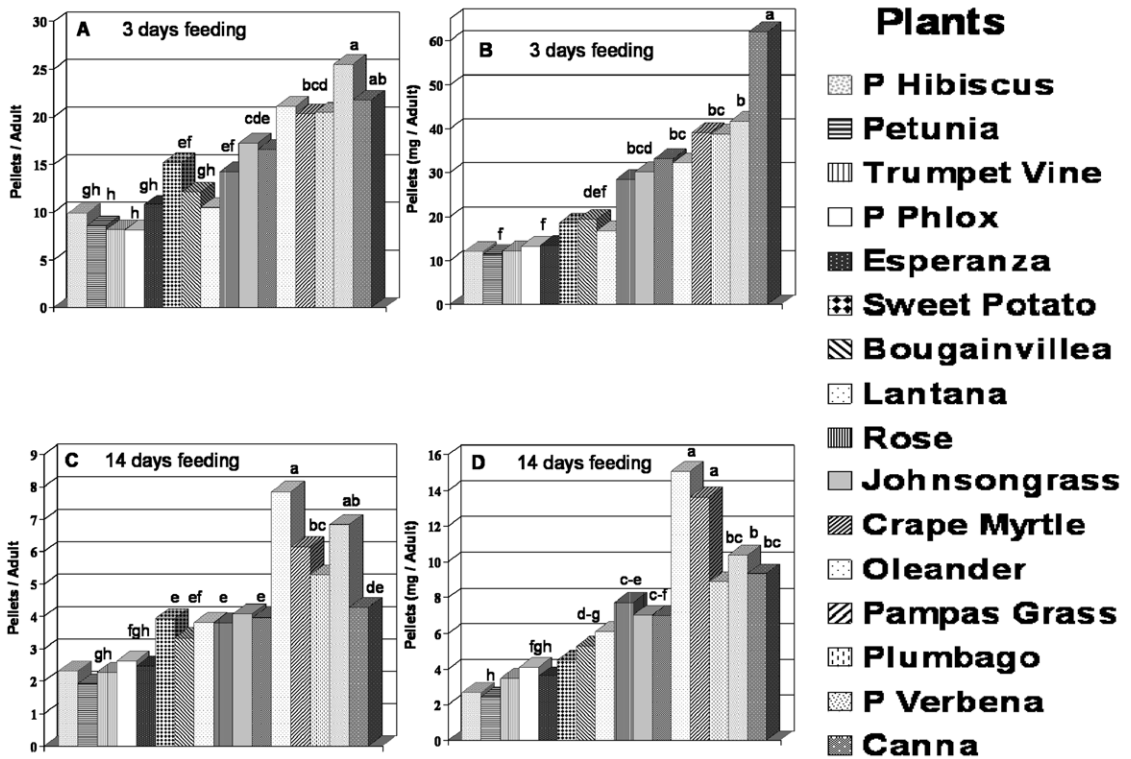 A 3 days feeding
Pellets / Adult
30
25
20
15
10
5
0
gh h h gh ef gh ef cde bcd a ab
B 3 days feeding
Pellets (mg / Adult)
60
50
40
30
20
10
0
f f def bcd bc bc b a
C 14 days feeding
Pellets / Adult
9
8
7
6
5
4
3
2
1
0
gh fgh e ef e e a bc ab de
D 14 days feeding
Pellets (mg / Adult)
16
14
12
10
8
6
4
2
0
h fgh d-g c-e c-f a a bc b bc
Plants
P Hibiscus
Petunia
Trumpet Vine
P Phlox
Esperanza
Sweet Potato
Bougainvillea
Lantana
Rose
Johnsongrass
Crape Myrtle
Oleander
Pampas Grass
Plumbago
P Verbena
Canna